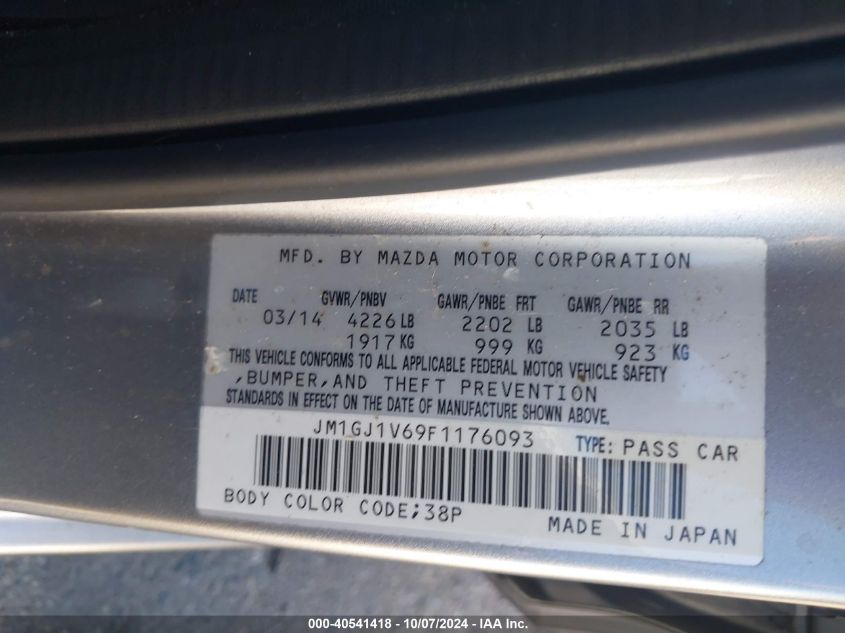 MFD. BY MAZDA MOTOR CORPORATION
DATE GVWR/PNBV GAWR/PNBE FRT GAWR/PNBE RR
03/14 4226 LB 2202 LB 2035 LB
1917 KG 999 KG 923 KG
THIS VEHICLE CONFORMS TO ALL APPLICABLE FEDERAL MOTOR VEHICLE SAFETY
,BUMPER,AND THEFT PREVENTION
STANDARDS IN EFFECT ON THE DATE OF MANUFACTURE SHOWN ABOVE.
JM1GJ1V69F1176093 TYPE: PASS CAR
BODY COLOR CODE;38P
MADE IN JAPAN
000-40541418 - 10/07/2024 - IAA Inc.